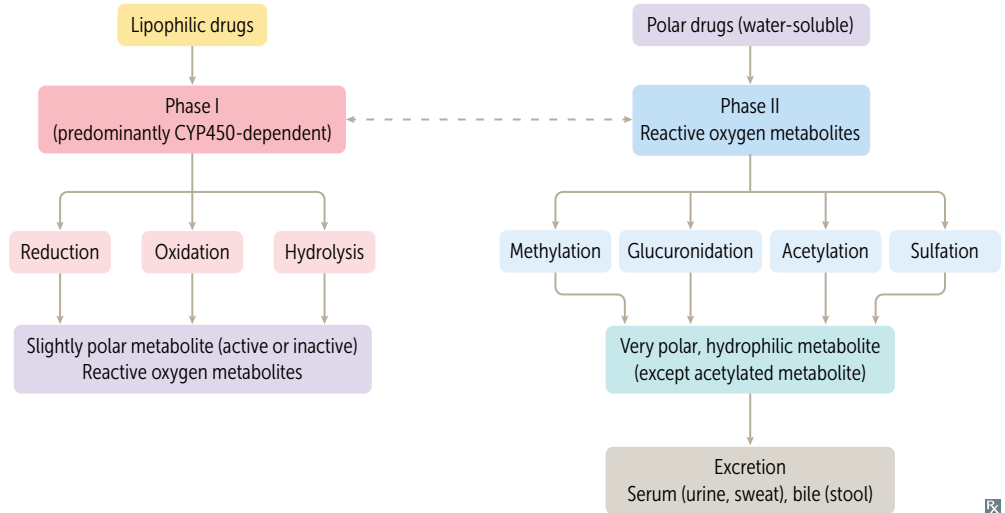 Lipophilic drugs
Polar drugs (water-soluble)
Phase I
(predominantly CYP450-dependent)
Phase II
Reactive oxygen metabolites
Reduction
Oxidation
Hydrolysis
Methylation
Glucuronidation
Acetylation
Sulfation
Slightly polar metabolite (active or inactive)
Reactive oxygen metabolites
Very polar, hydrophilic metabolite
(except acetylated metabolite)
Excretion
Serum (urine, sweat), bile (stool)
Rx